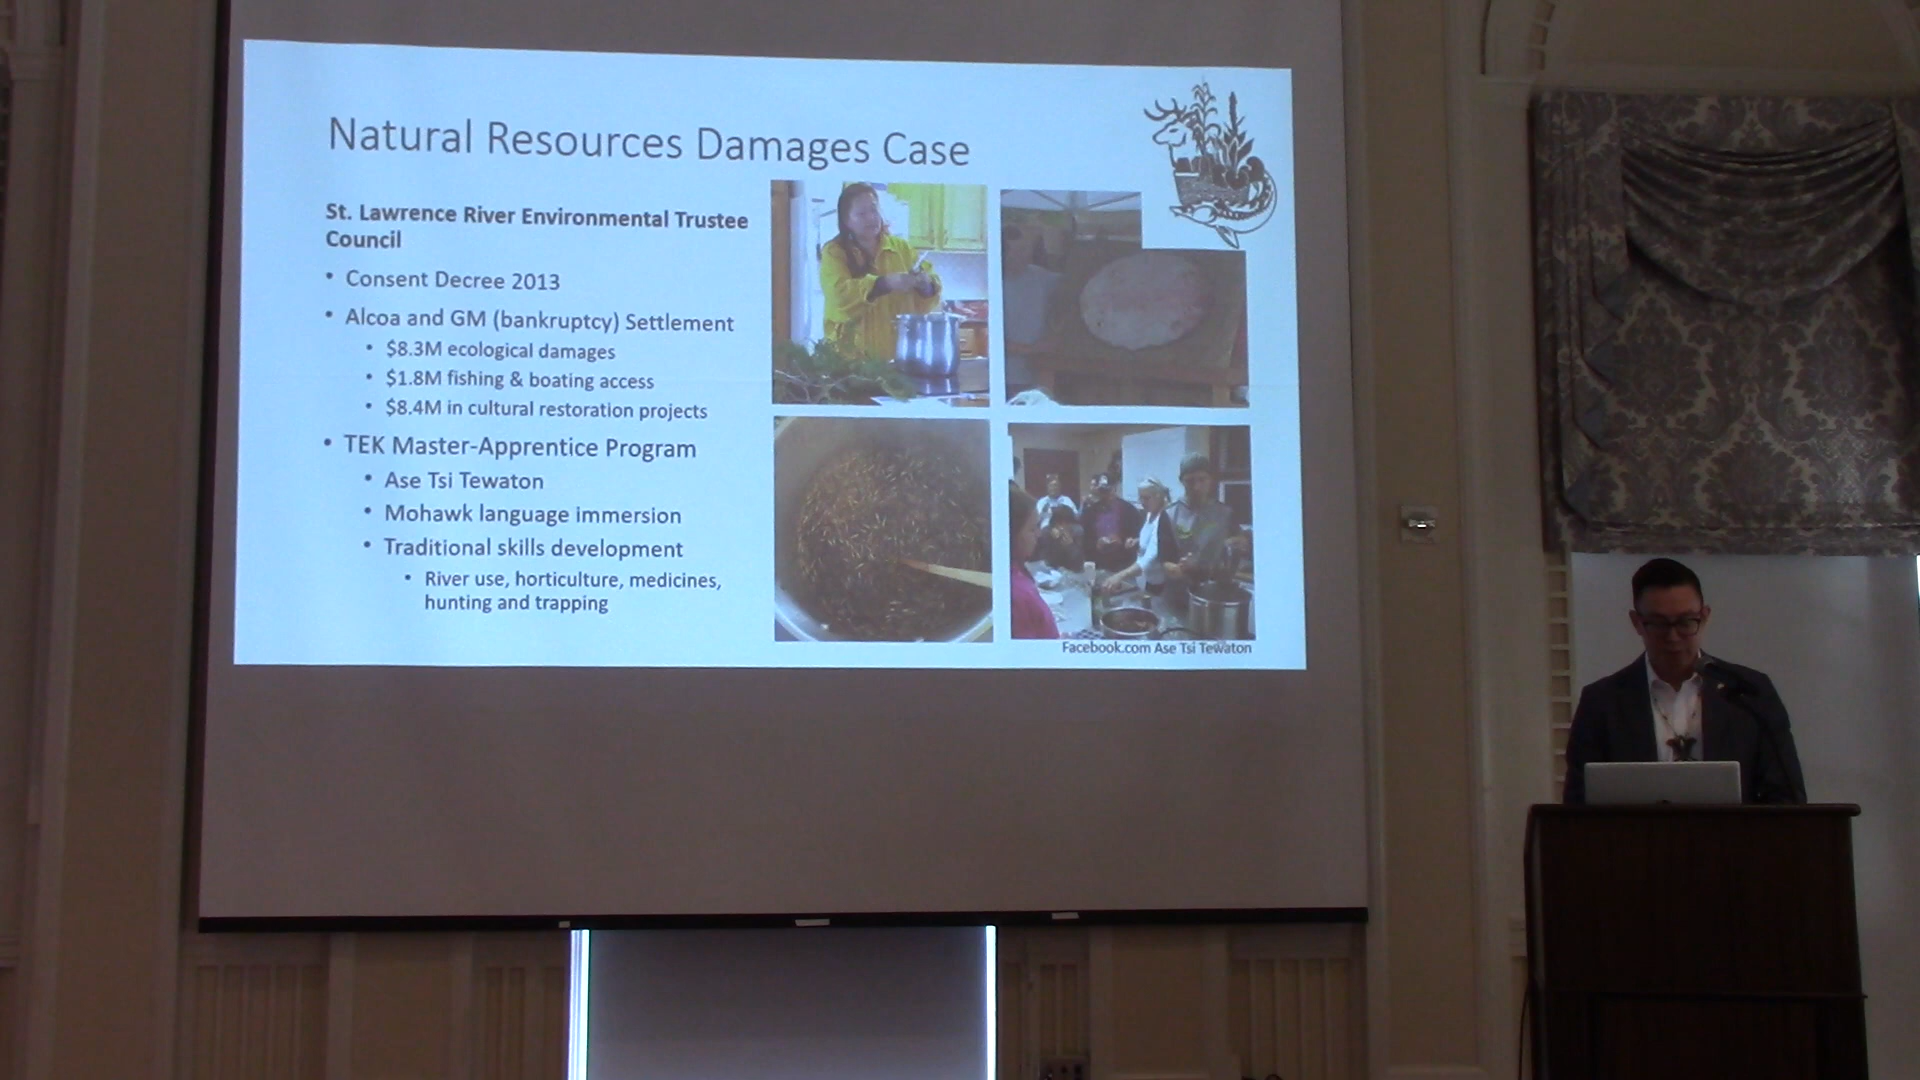 Natural Resources Damages Case
St. Lawrence River Environmental Trustee
Council
• Consent Decree 2013
• Alcoa and GM (bankruptcy) Settlement
• $8.3M ecological damages
• $1.8M fishing & boating access
• $8.4M in cultural restoration projects
• TEK Master-Apprentice Program
• Ase Tsi Tewaton
• Mohawk language immersion
• Traditional skills development
• River use, horticulture, medicines,
hunting and trapping
Facebook.com Ase Tsi Tewaton